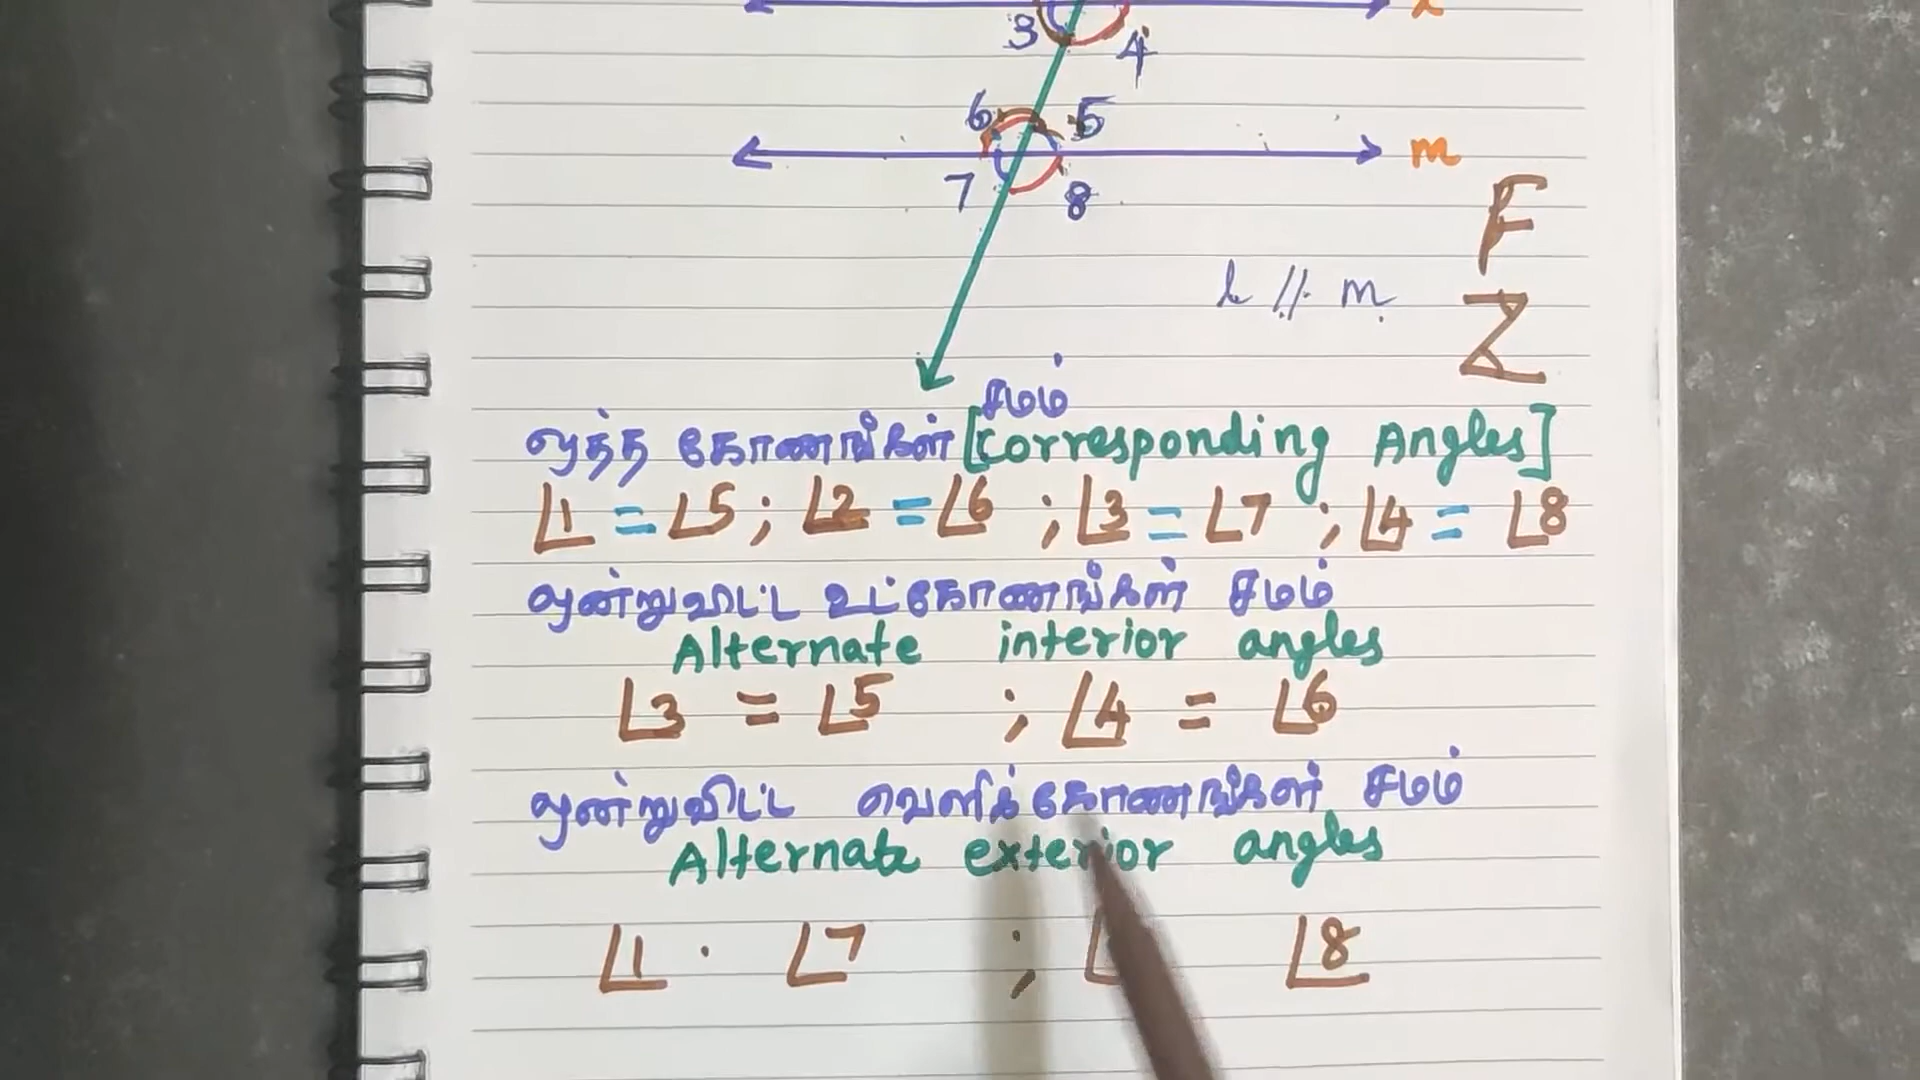 3 4
6 5
m
7 8
F
l // m
Z
சமம்
ஒத்த கோணங்கள் [Corresponding Angles]
∠1 = ∠5 ; ∠2 = ∠6 ; ∠3 = ∠7 ; ∠4 = ∠8
ஒன்றுவிட்ட உட்கோணங்கள் சமம்
Alternate interior angles
∠3 = ∠5 ; ∠4 = ∠6
ஒன்றுவிட்ட வெளிக்கோணங்கள் சமம்
Alternate exterior angles
∠1 . ∠7 ; ∠8